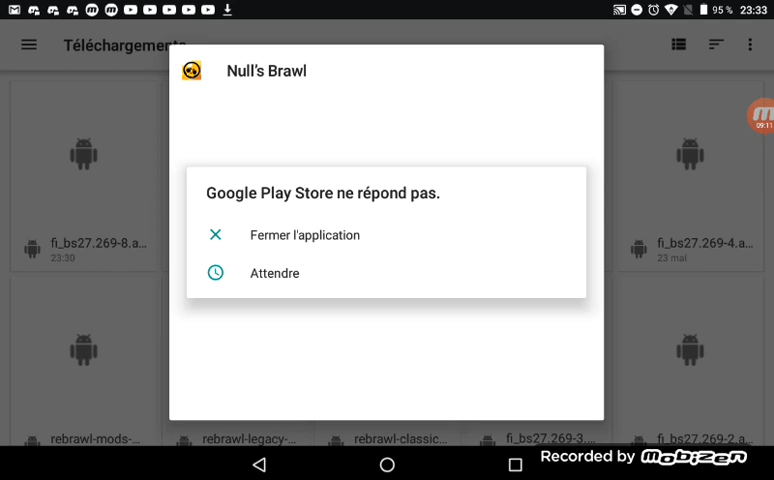 95 % 23:33
Téléchargements
Null's Brawl
09:11
Google Play Store ne répond pas.
Fermer l'application
Attendre
fi_bs27.269-8.a...
23:30
fi_bs27.269-4.a...
23 mai
rebrawl-mods-...
rebrawl-legacy-...
rebrawl-classic...
fi_bs27.269-3....
fi_bs27.269-2.a...
Recorded by Mobizen